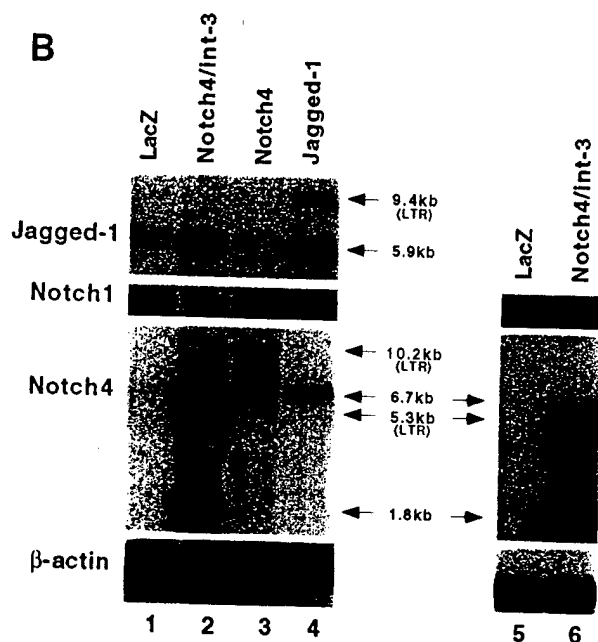 B
LacZ
Notch4/int-3
Notch4
Jagged-1
Jagged-1
9.4kb
(LTR)
5.9kb
Notch1
Notch4
10.2kb
(LTR)
6.7kb
5.3kb
(LTR)
1.8kb
β-actin
1 2 3 4
LacZ
Notch4/int-3
5 6